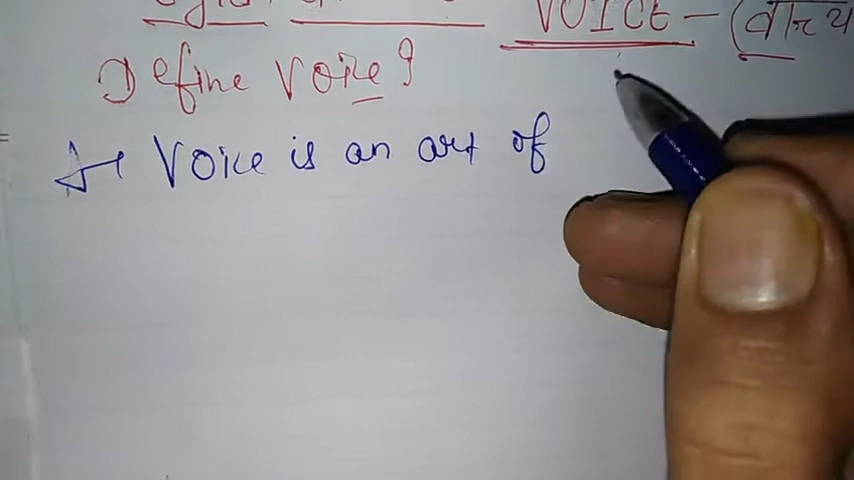 VOICE - (वाच्य
Define Voice?
Voice is an art of